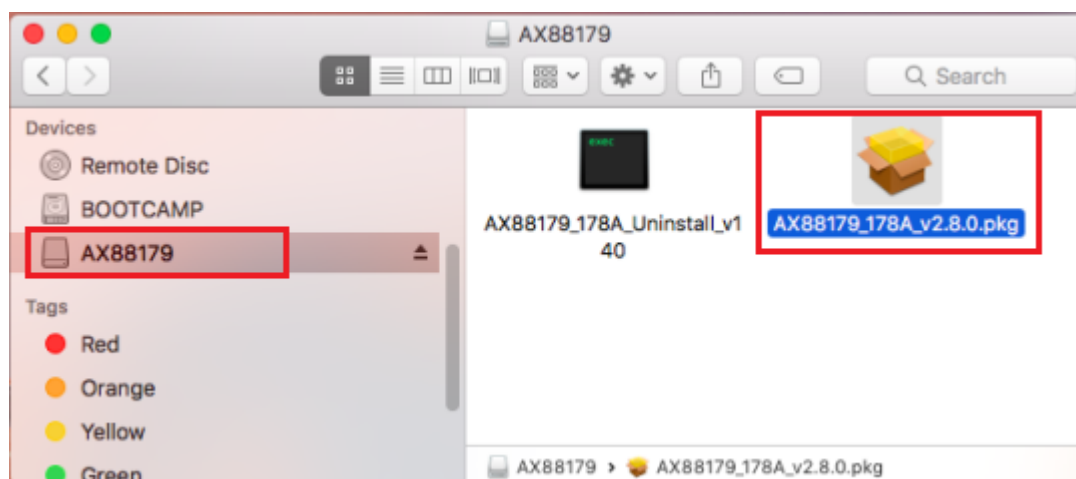 AX88179
Search
Devices
Remote Disc
BOOTCAMP
AX88179
Tags
Red
Orange
Yellow
Green
exec
AX88179_178A_Uninstall_v1
40
AX88179_178A_v2.8.0.pkg
AX88179 › AX88179_178A_v2.8.0.pkg